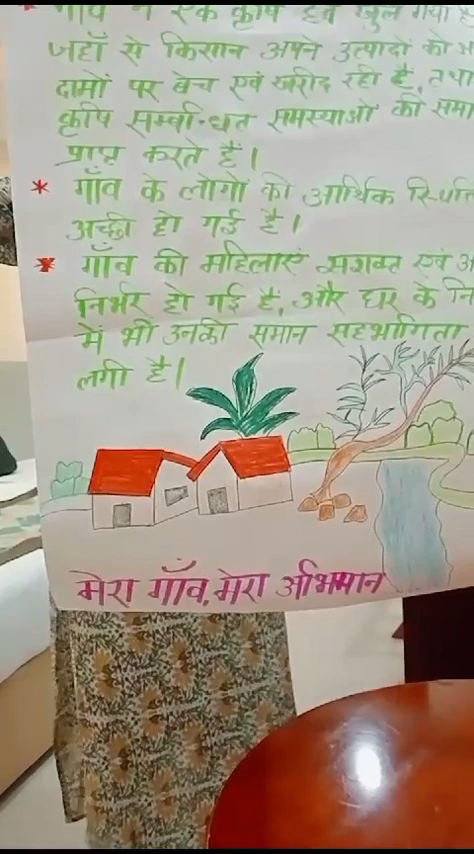 * गाँव में एक कृषि हब खुल गया है
जहाँ से किसान अपने उत्पादों को
दामों पर बेच एवं खरीद रही है, तथा
कृषि सम्बन्धित समस्याओं की समा
प्राप्त करते हैं।
* गाँव के लोगों की आर्थिक स्थिति
अच्छी हो गई है।
* गाँव की महिलाएं सशक्त एवं
निर्भर हो गई है, और घर के
में भी उनकी समान सहभागिता
लगी है।
मेरा गाँव, मेरा अभिमान